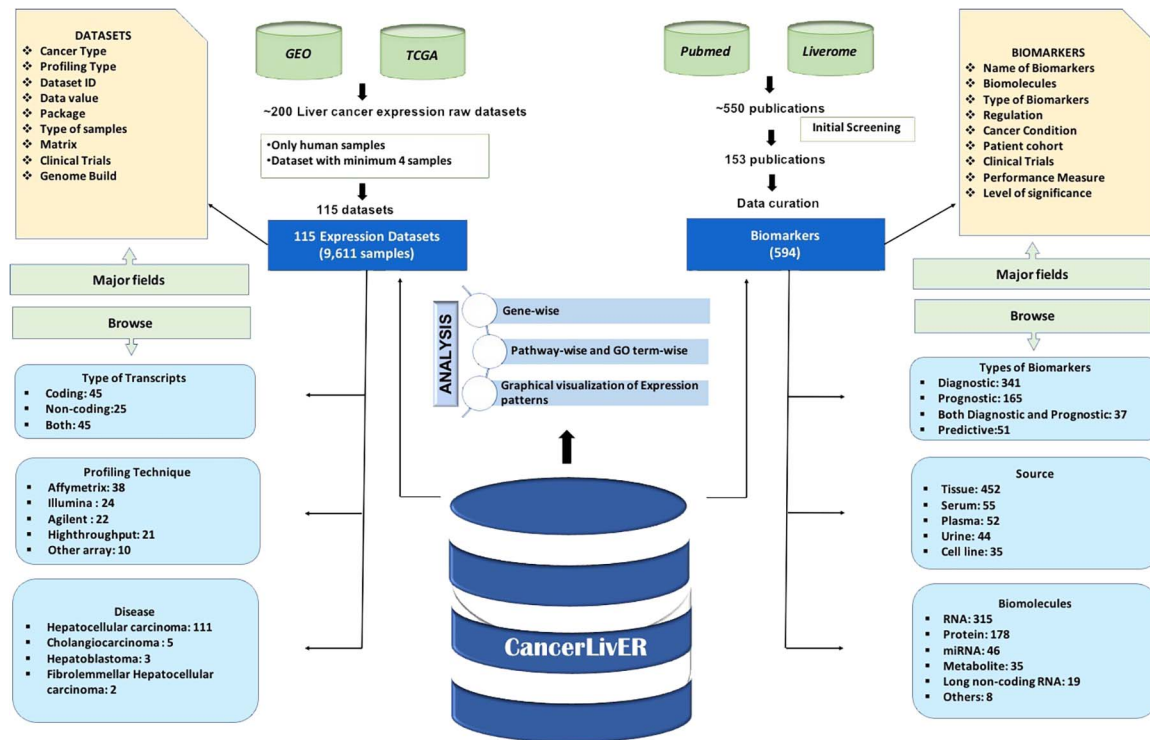 DATASETS
❖ Cancer Type
❖ Profiling Type
❖ Dataset ID
❖ Data value
❖ Package
❖ Type of samples
❖ Matrix
❖ Clinical Trials
❖ Genome Build
Major fields
Browse
Type of Transcripts
▪ Coding: 45
▪ Non-coding:25
▪ Both: 45
Profiling Technique
▪ Affymetrix: 38
▪ Illumina : 24
▪ Agilent : 22
▪ Highthroughput: 21
▪ Other array: 10
Disease
▪ Hepatocellular carcinoma: 111
▪ Cholangiocarcinoma : 5
▪ Hepatoblastoma : 3
▪ Fibrolemmellar Hepatocellular
carcinoma: 2
GEO
TCGA
~200 Liver cancer expression raw datasets
•Only human samples
•Dataset with minimum 4 samples
115 datasets
115 Expression Datasets
(9,611 samples)
ANALYSIS
Gene-wise
Pathway-wise and GO term-wise
Graphical visualization of Expression
patterns
CancerLivER
Pubmed
Liverome
~550 publications
Initial Screening
153 publications
Data curation
Biomarkers
(594)
BIOMARKERS
❖ Name of Biomarkers
❖ Biomolecules
❖ Type of Biomarkers
❖ Regulation
❖ Cancer Condition
❖ Patient cohort
❖ Clinical Trials
❖ Performance Measure
❖ Level of significance
Major fields
Browse
Types of Biomarkers
▪ Diagnostic: 341
▪ Prognostic: 165
▪ Both Diagnostic and Prognostic: 37
▪ Predictive:51
Source
▪ Tissue: 452
▪ Serum: 55
▪ Plasma: 52
▪ Urine: 44
▪ Cell line: 35
Biomolecules
▪ RNA: 315
▪ Protein: 178
▪ miRNA: 46
▪ Metabolite: 35
▪ Long non-coding RNA: 19
▪ Others: 8